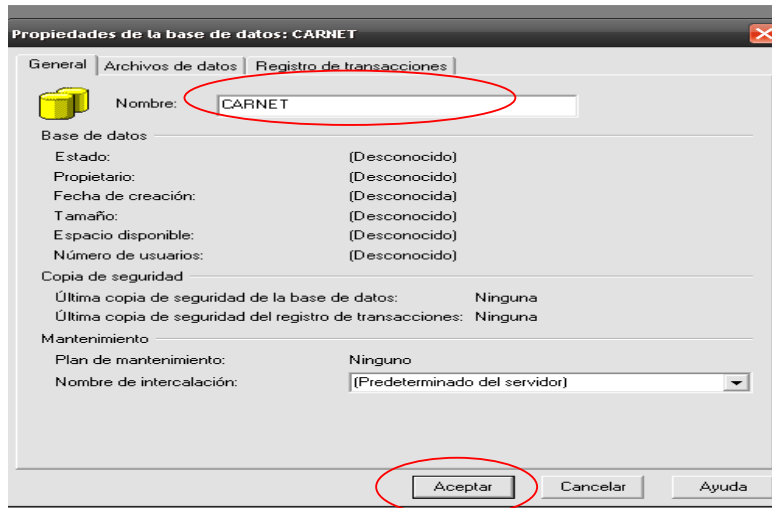 Propiedades de la base de datos: CARNET
General Archivos de datos Registro de transacciones
Nombre: CARNET
Base de datos
Estado: (Desconocido)
Propietario: (Desconocido)
Fecha de creación: (Desconocida)
Tamaño: (Desconocido)
Espacio disponible: (Desconocido)
Número de usuarios: (Desconocido)
Copia de seguridad
Última copia de seguridad de la base de datos: Ninguna
Última copia de seguridad del registro de transacciones: Ninguna
Mantenimiento
Plan de mantenimiento: Ninguno
Nombre de intercalación: (Predeterminado del servidor)
Aceptar Cancelar Ayuda